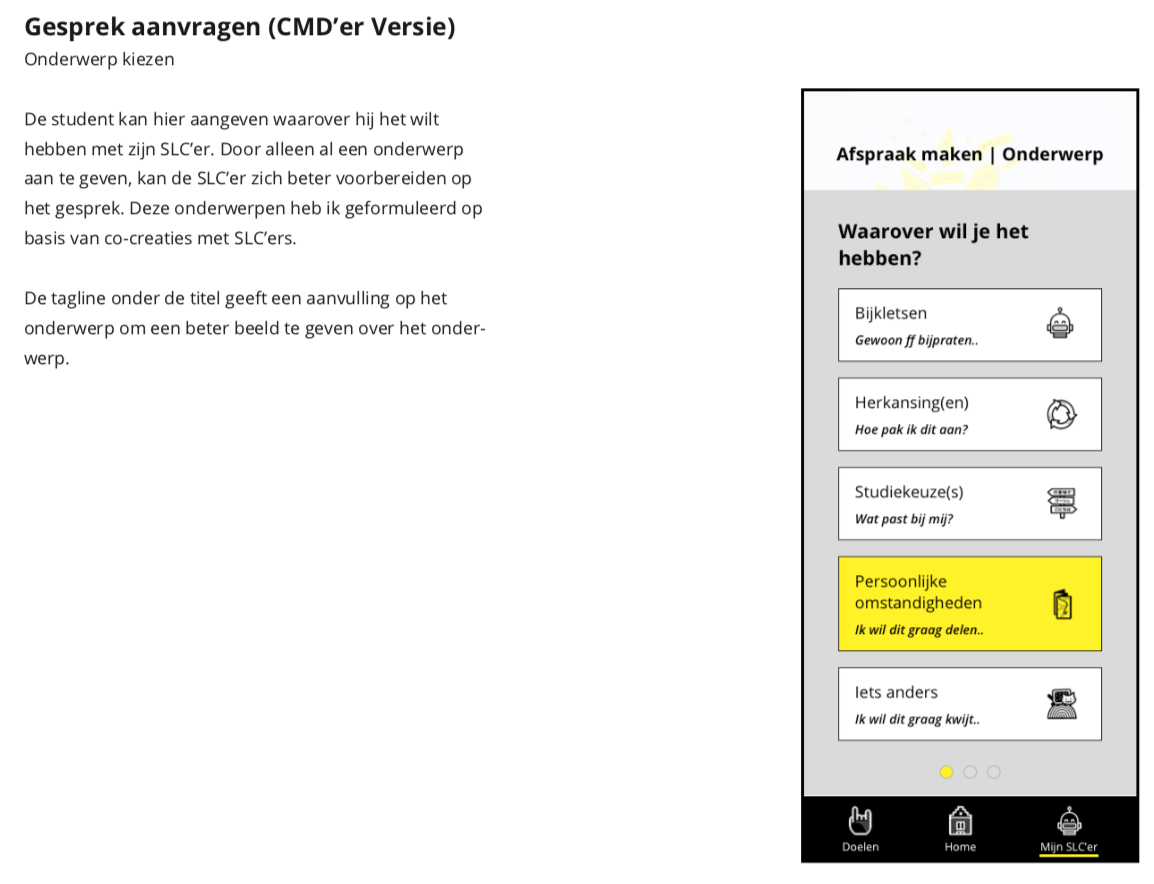 Gesprek aanvragen (CMD’er Versie)
Onderwerp kiezen
De student kan hier aangeven waarover hij het wilt
hebben met zijn SLC’er. Door alleen al een onderwerp
aan te geven, kan de SLC’er zich beter voorbereiden op
het gesprek. Deze onderwerpen heb ik geformuleerd op
basis van co-creaties met SLC’ers.
De tagline onder de titel geeft een aanvulling op het
onderwerp om een beter beeld te geven over het onder-
werp.
Afspraak maken | Onderwerp
Waarover wil je het
hebben?
Bijkletsen
Gewoon ff bijpraten..
Herkansing(en)
Hoe pak ik dit aan?
Studiekeuze(s)
Wat past bij mij?
Persoonlijke
omstandigheden
Ik wil dit graag delen..
Iets anders
Ik wil dit graag kwijt..
Doelen
Home
Mijn SLC'er